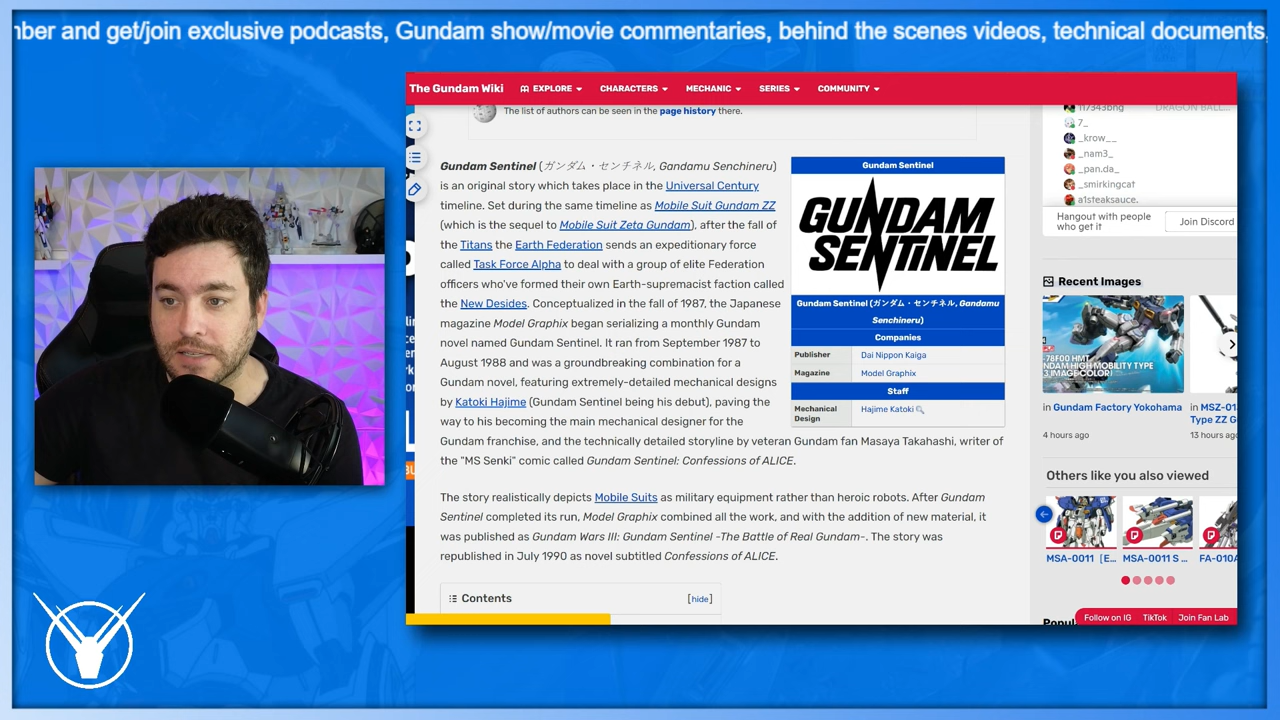 and get/join exclusive podcasts, Gundam show/movie commentaries, behind the scenes videos, technical documents,
The Gundam Wiki
EXPLORE
CHARACTERS
MECHANIC
SERIES
COMMUNITY
The list of authors can be seen in the page history there.
Gundam Sentinel (ガンダム・センチネル, Gandamu Senchineru)
is an original story which takes place in the Universal Century
timeline. Set during the same timeline as Mobile Suit Gundam ZZ
(which is the sequel to Mobile Suit Zeta Gundam), after the fall of
the Titans the Earth Federation sends an expeditionary force
called Task Force Alpha to deal with a group of elite Federation
officers who've formed their own Earth-supremacist faction called
the New Desides. Conceptualized in the fall of 1987, the Japanese
magazine Model Graphix began serializing a monthly Gundam
novel named Gundam Sentinel. It ran from September 1987 to
August 1988 and was a groundbreaking combination for a
Gundam novel, featuring extremely-detailed mechanical designs
by Katoki Hajime (Gundam Sentinel being his debut), paving the
way to his becoming the main mechanical designer for the
Gundam franchise, and the technically detailed storyline by veteran Gundam fan Masaya Takahashi, writer of
the "MS Senki" comic called Gundam Sentinel: Confessions of ALICE.
The story realistically depicts Mobile Suits as military equipment rather than heroic robots. After Gundam
Sentinel completed its run, Model Graphix combined all the work, and with the addition of new material, it
was published as Gundam Wars III: Gundam Sentinel -The Battle of Real Gundam-. The story was
republished in July 1990 as novel subtitled Confessions of ALICE.
Contents
[hide]
Gundam Sentinel
GUNDAM
SENTINEL
Gundam Sentinel (ガンダム・センチネル, Gandamu
Senchineru)
Companies
Publisher Dai Nippon Kaiga
Magazine Model Graphix
Staff
Mechanical
Design
Hajime Katoki
117343bng
DRAGON BALL...
7_
_krow__
_nam3_
_pan.da_
_smirkingcat
a1steaksauce.
Hangout with people
who get it
Join Discord
Recent Images
-78F00 HMT
NDAM HIGH MOBILITY TYPE
IMAGE COLOR]
in Gundam Factory Yokohama
4 hours ago
in MSZ-01
Type ZZ G
13 hours ago
Others like you also viewed
MSA-0011 [E...
MSA-0011 S ...
FA-010A
Follow on IG
TikTok
Join Fan Lab